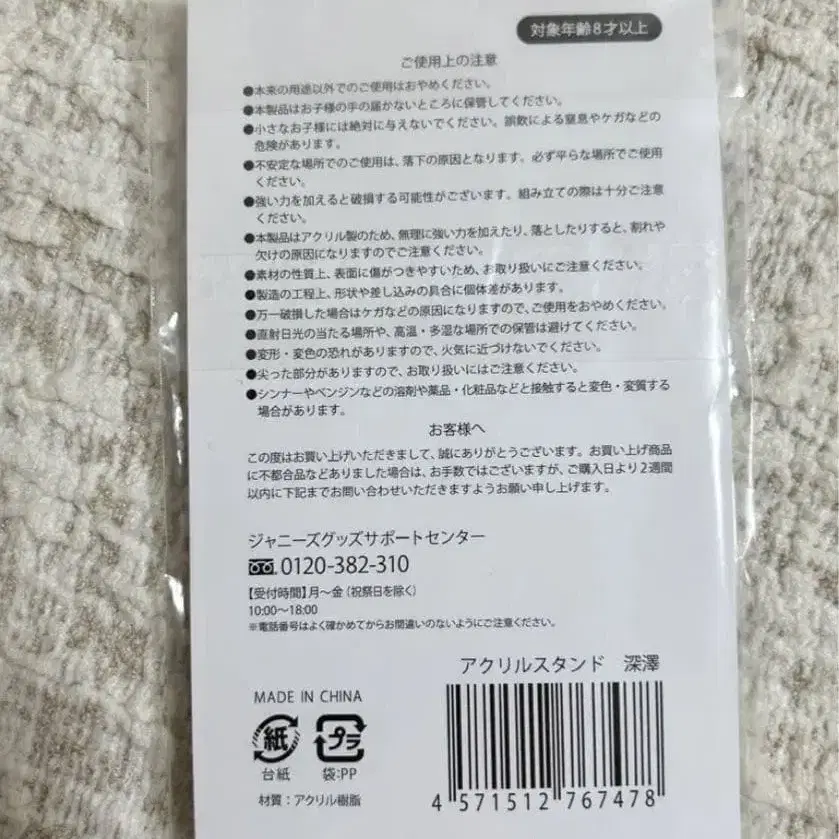 対象年齢8才以上
ご使用上の注意
●本来の用途以外でのご使用はおやめください。
●本製品はお子様の手の届かないところに保管してください。
●小さなお子様には絶対に与えないでください。誤飲による窒息やケガなどの
危険があります。
●不安定な場所でのご使用は、落下の原因となります。必ず平らな場所でご使用
ください。
●強い力を加えると破損する可能性がございます。組み立ての際は十分ご注意
ください。
●本製品はアクリル製のため、無理に強い力を加えたり、落としたりすると、割れや
欠けの原因になりますのでご注意ください。
●素材の性質上、表面に傷がつきやすいため、お取り扱いにご注意ください。
●製造の工程上、形状や差し込みの具合に個体差があります。
●万一破損した場合はケガなどの原因になりますので、ご使用をおやめください。
●直射日光の当たる場所や、高温・多湿な場所での保管は避けてください。
●変形・変色の恐れがありますので、火気に近づけないでください。
●尖った部分がありますので、お取り扱いにはご注意ください。
●シンナーやベンジンなどの溶剤や薬品・化粧品などと接触すると変色・変質する
場合があります。
お客様へ
この度はお買い上げいただきまして、誠にありがとうございます。お買い上げ商品
に不都合品などありました場合は、お手数ではございますが、ご購入日より2週間
以内に下記までお問い合わせいただきますようお願い申し上げます。
ジャニーズグッズサポートセンター
0120-382-310
【受付時間】月〜金(祝祭日を除く)
10:00〜18:00
※電話番号はよく確かめてからお間違いのないようにご注意ください。
アクリルスタンド 深澤
MADE IN CHINA
紙 プラ
台紙 袋:PP
材質:アクリル樹脂
4 571512 767478